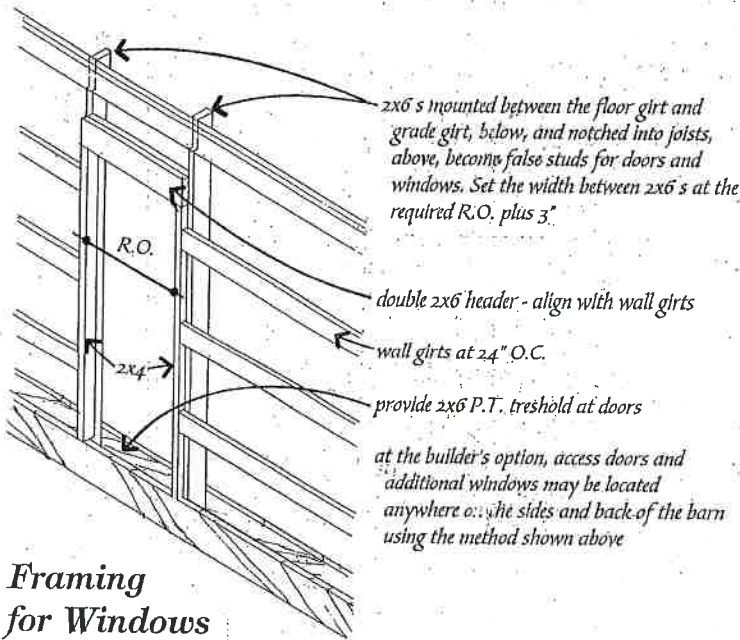 2x6 s mounted between the floor girt and
grade girt, below, and notched into joists,
above, become false studs for doors and
windows. Set the width between 2x6 s at the
required R.O. plus 3"
R.O.
double 2x6 header - align with wall girts
wall girts at 24" O.C.
2x4
provide 2x6 P.T. treshold at doors
at the builder's option, access doors and
additional windows may be located
anywhere the sides and back of the barn
using the method shown above
Framing
for Windows